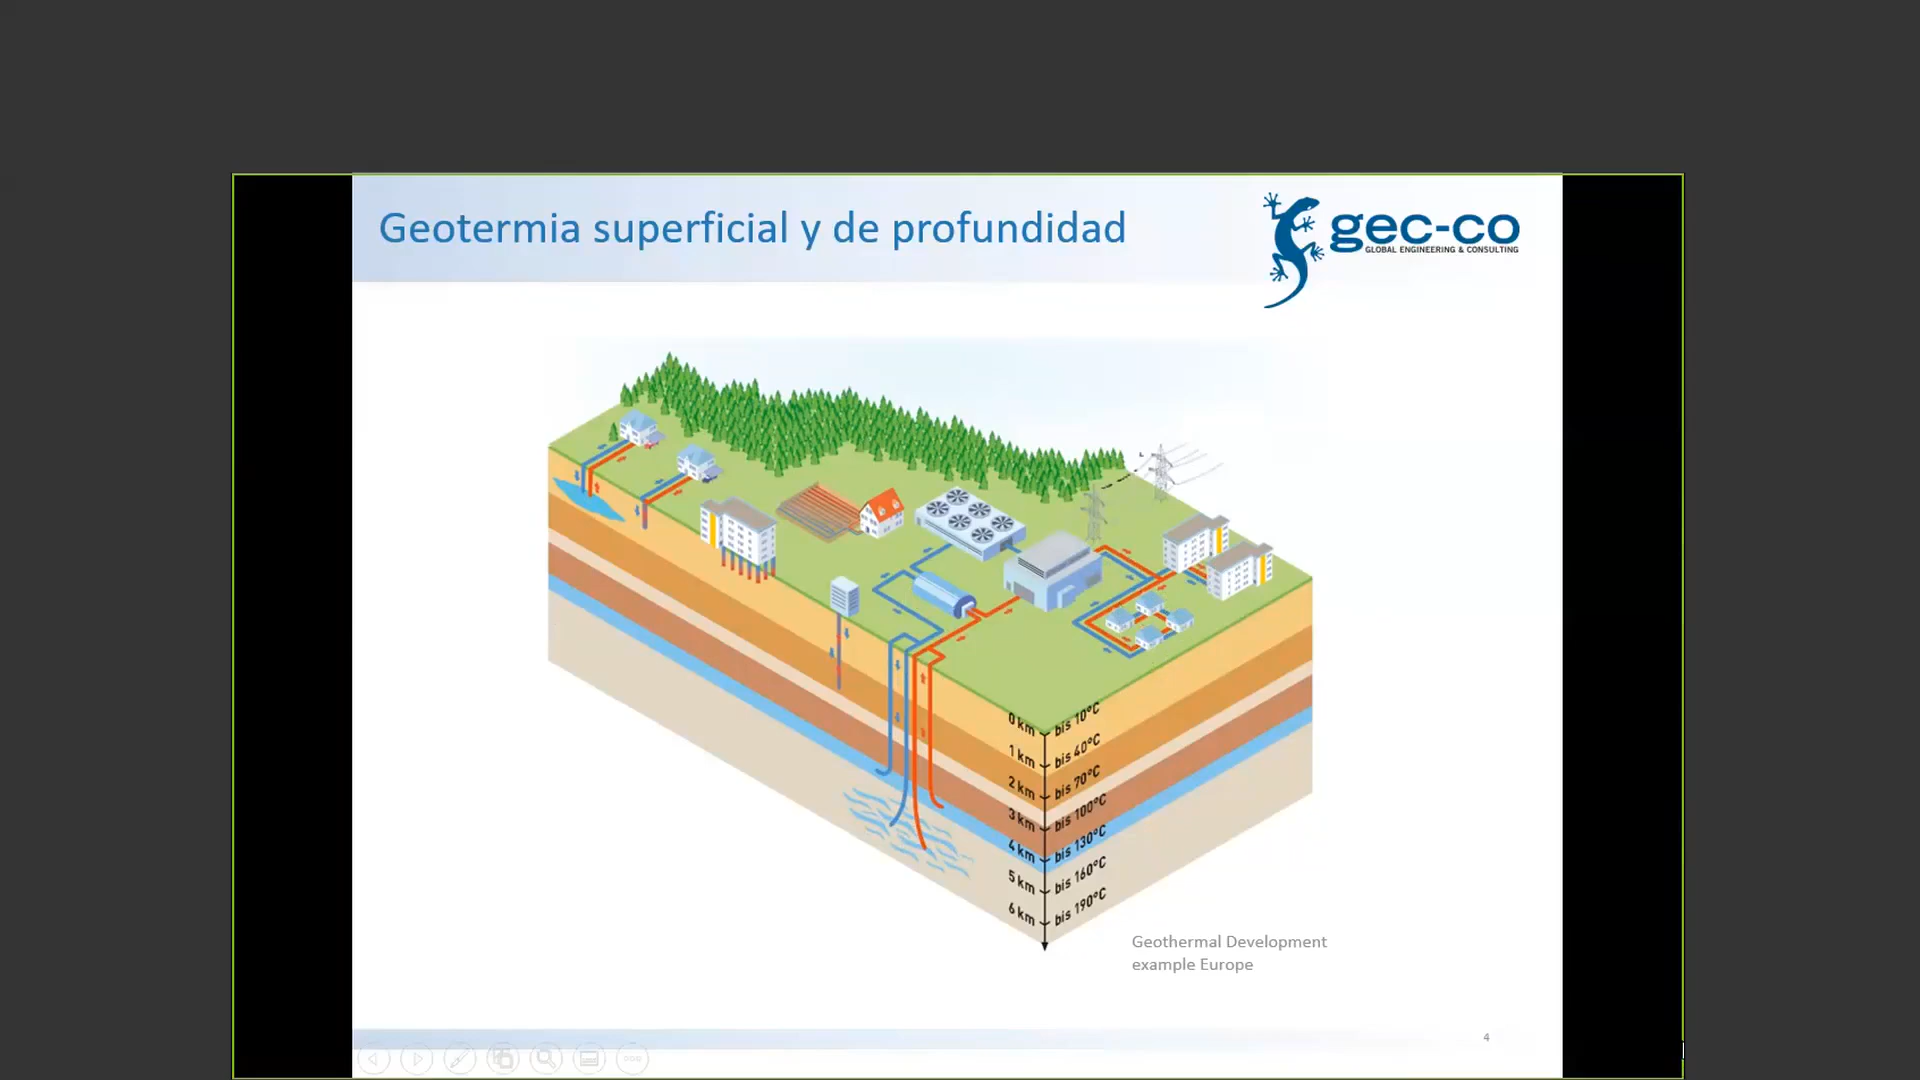 Geotermia superficial y de profundidad
gec-co
GLOBAL ENGINEERING & CONSULTING
0 km bis 10°C
1 km bis 40°C
2 km bis 70°C
3 km bis 100°C
4 km bis 130°C
5 km bis 160°C
6 km bis 190°C
Geothermal Development
example Europe
4